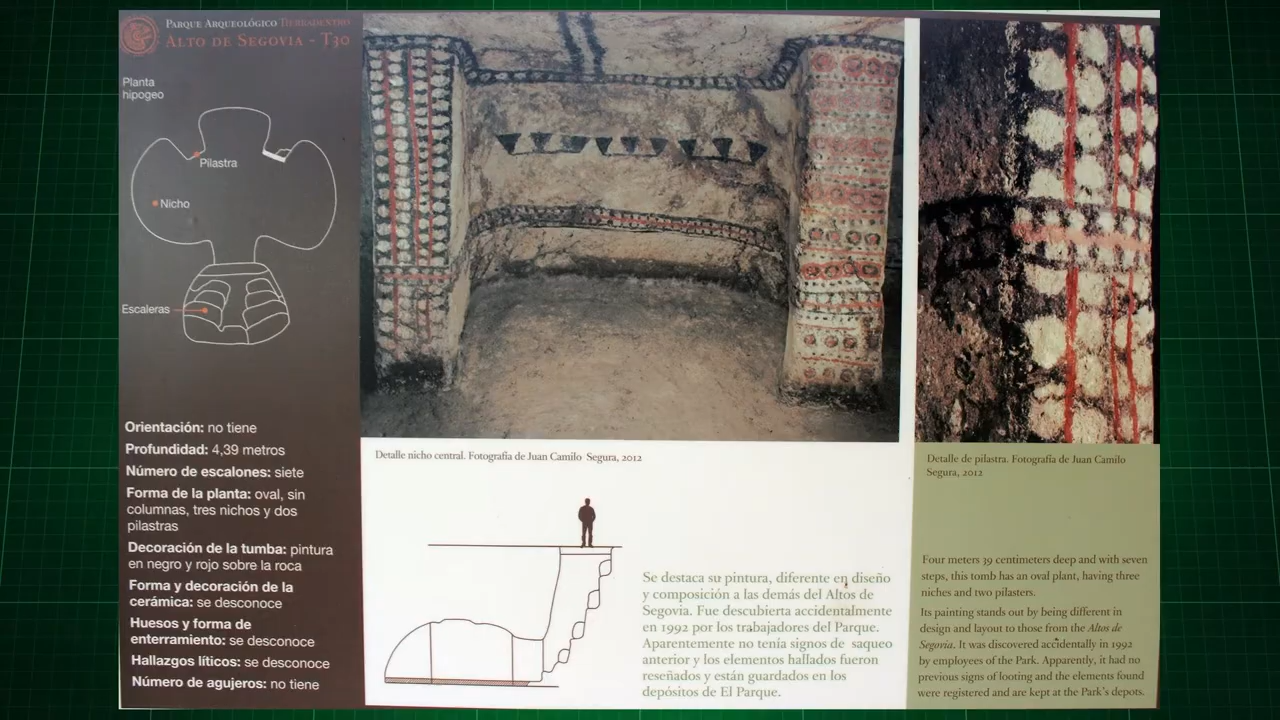 PARQUE ARQUEOLÓGICO TIERRADENTRO
ALTO DE SEGOVIA - T30
Planta
hipogeo
Pilastra
Nicho
Escaleras
Orientación: no tiene
Profundidad: 4,39 metros
Número de escalones: siete
Forma de la planta: oval, sin
columnas, tres nichos y dos
pilastras
Decoración de la tumba: pintura
en negro y rojo sobre la roca
Forma y decoración de la
cerámica: se desconoce
Huesos y forma de
enterramiento: se desconoce
Hallazgos líticos: se desconoce
Número de agujeros: no tiene
Detalle nicho central. Fotografía de Juan Camilo Segura, 2012
Se destaca su pintura, diferente en diseño
y composición a las demás del Altos de
Segovia. Fue descubierta accidentalmente
en 1992 por los trabajadores del Parque.
Aparentemente no tenía signos de saqueo
anterior y los elementos hallados fueron
reseñados y están guardados en los
depósitos de El Parque.
Detalle de pilastra. Fotografía de Juan Camilo
Segura, 2012
Four meters 39 centimeters deep and with seven
steps, this tomb has an oval plant, having three
niches and two pilasters.
Its painting stands out by being different in
design and layout to those from the Altos de
Segovia. It was discovered accidentally in 1992
by employees of the Park. Apparently, it had no
previous signs of looting and the elements found
were registered and are kept at the Park's depots.